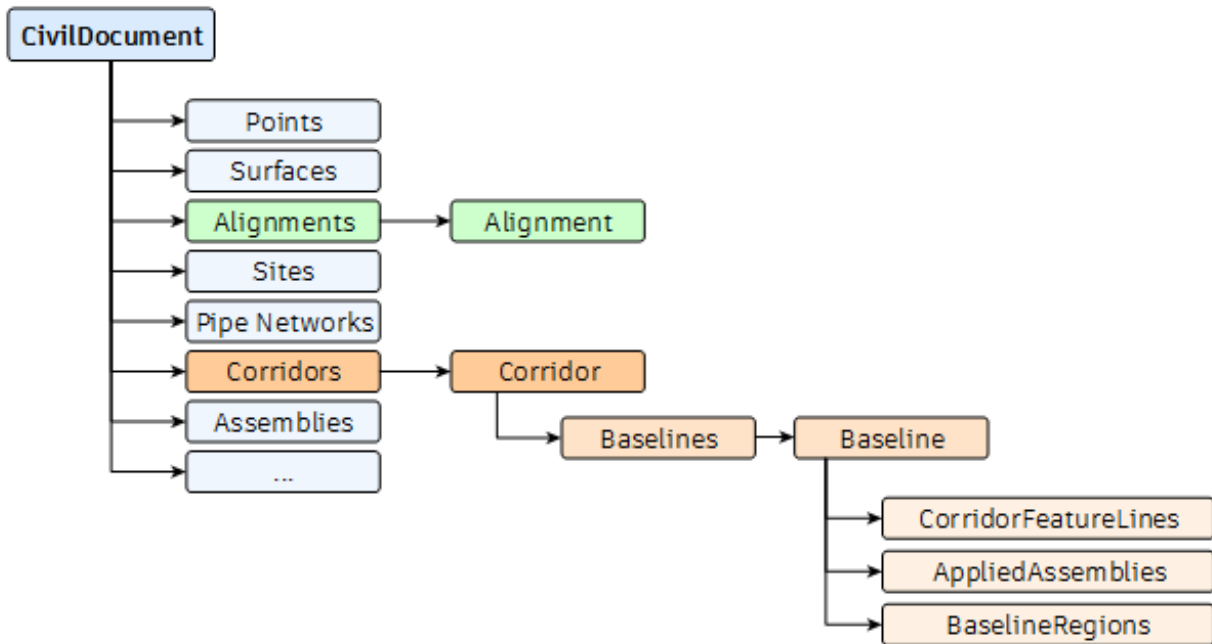 CivilDocument
Points
Surfaces
Alignments
Alignment
Sites
Pipe Networks
Corridors
Corridor
Assemblies
Baselines
Baseline
...
CorridorFeatureLines
AppliedAssemblies
BaselineRegions